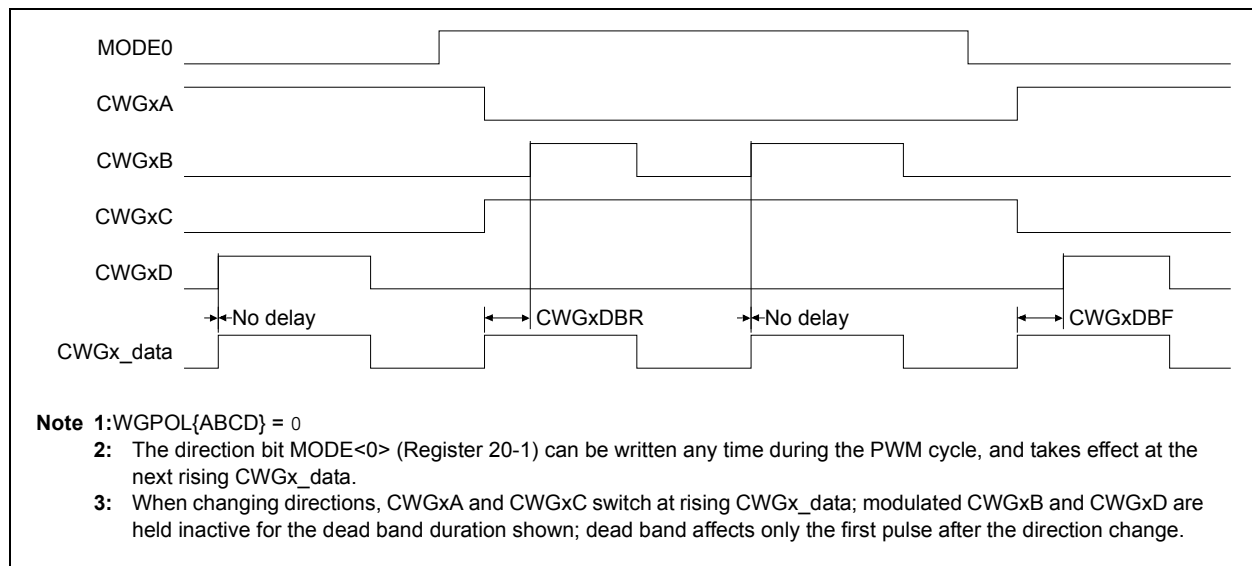 MODE0
CWGxA
CWGxB
CWGxC
CWGxD
No delay CWGxDBR No delay CWGxDBF
CWGx_data
Note 1:WGPOL{ABCD} = 0
2: The direction bit MODE<0> (Register 20-1) can be written any time during the PWM cycle, and takes effect at the
next rising CWGx_data.
3: When changing directions, CWGxA and CWGxC switch at rising CWGx_data; modulated CWGxB and CWGxD are
held inactive for the dead band duration shown; dead band affects only the first pulse after the direction change.